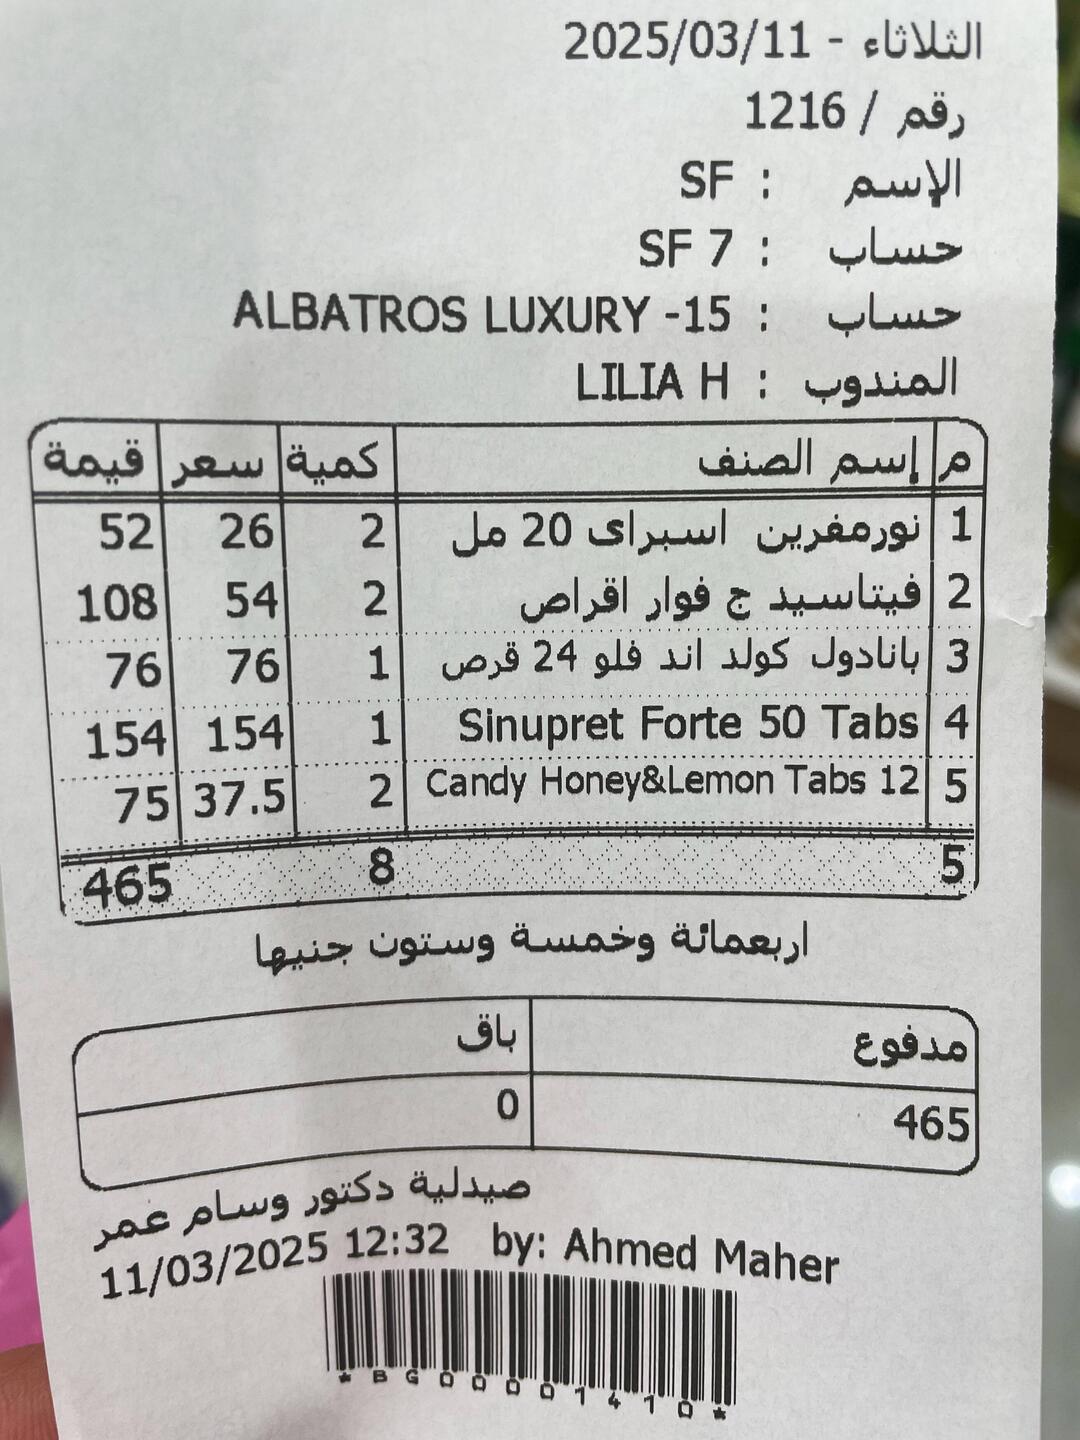 الثلاثاء - 2025/03/11
رقم / 1216
الإسم : SF
حساب : SF 7
حساب : ALBATROS LUXURY -15
المندوب : LILIA H
م إسم الصنف كمية سعر قيمة
1 نورمفرين اسبراى 20 مل 2 26 52
2 فيتاسيد ج فوار اقراص 2 54 108
3 بانادول كولد اند فلو 24 قرص 1 76 76
4 Sinupret Forte 50 Tabs 1 154 154
5 Candy Honey&Lemon Tabs 12 2 37.5 75
5 8 465
اربعمائة وخمسة وستون جنيها
مدفوع باق
465 0
صيدلية دكتور وسام عمر
11/03/2025 12:32 by: Ahmed Maher
*BG00001410*